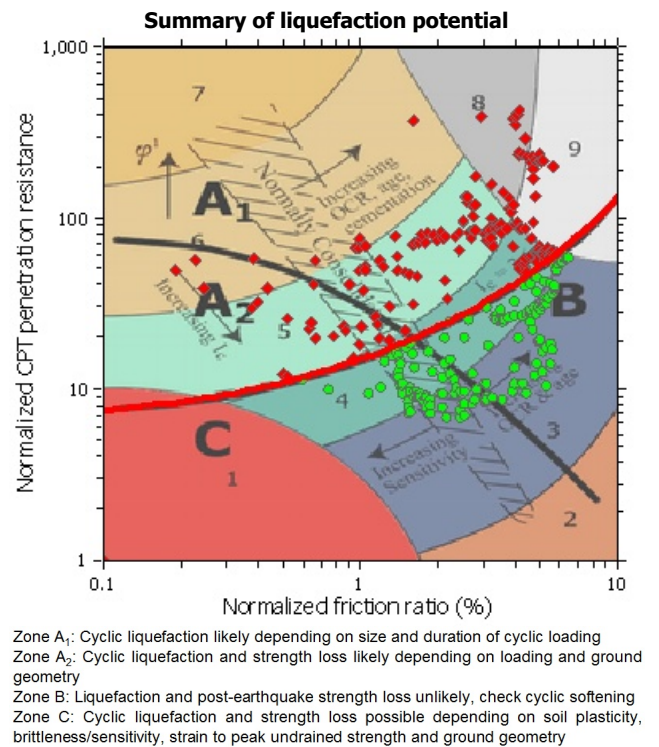 Summary of liquefaction potential
1,000
7
8
9
φ'
Increasing
OCR, age,
cementation
A1
Normally
100
6
A2
B
Increasing Ic
5
10
4
OCR & age
3
C
Increasing
Sensitivity
1
2
1
0.1
1
10
Normalized CPT penetration resistance
Normalized friction ratio (%)
Zone A1: Cyclic liquefaction likely depending on size and duration of cyclic loading
Zone A2: Cyclic liquefaction and strength loss likely depending on loading and ground
geometry
Zone B: Liquefaction and post-earthquake strength loss unlikely, check cyclic softening
Zone C: Cyclic liquefaction and strength loss possible depending on soil plasticity,
brittleness/sensitivity, strain to peak undrained strength and ground geometry